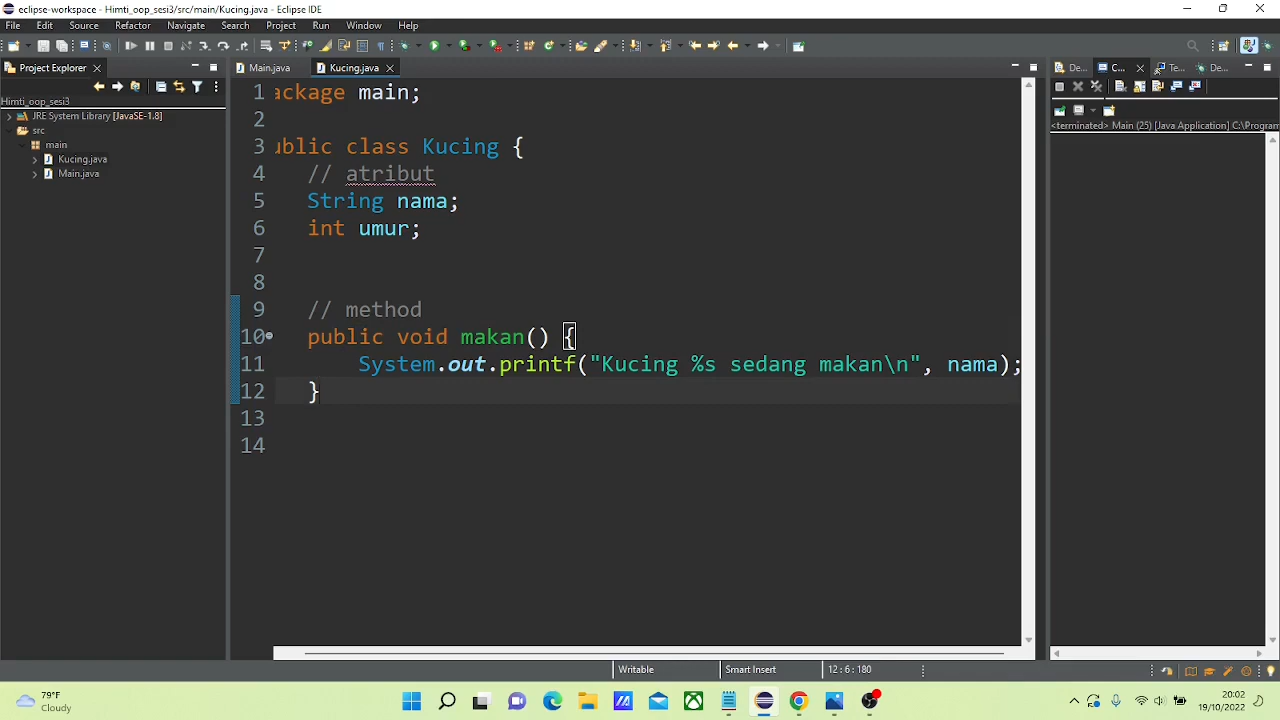 eclipse-workspace - Himti_oop_sesi3/src/main/Kucing.java - Eclipse IDE
File Edit Source Refactor Navigate Search Project Run Window Help
Project Explorer
Main.java
Kucing.java
De...
C...
Te...
De...
Himti_oop_sesi3
JRE System Library [JavaSE-1.8]
src
main
Kucing.java
Main.java
<terminated> Main (25) [Java Application] C:\Program
1 ackage main;
2
3 ublic class Kucing {
4 // atribut
5 String nama;
6 int umur;
7
8
9 // method
10 public void makan() {
11 System.out.printf("Kucing %s sedang makan\n", nama);
12 }
13
14
Writable
Smart Insert
12 : 6 : 180
79°F
Cloudy
20:02
19/10/2022